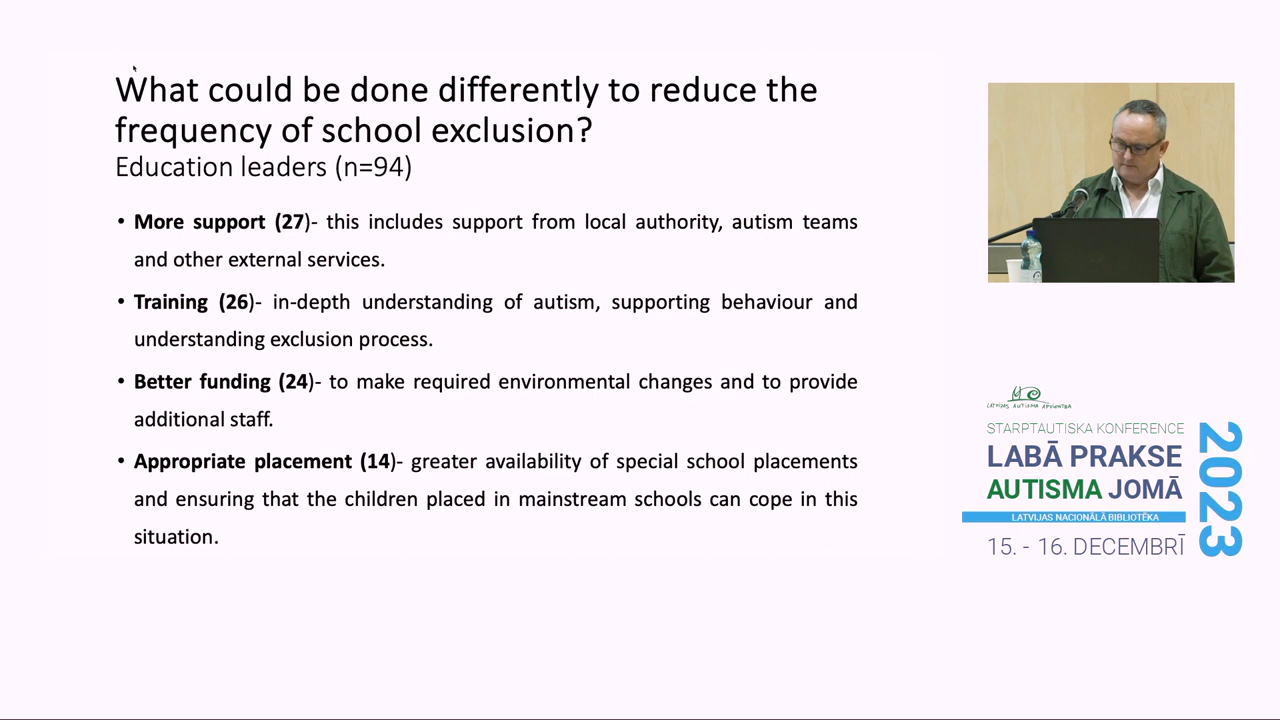 What could be done differently to reduce the
frequency of school exclusion?
Education leaders (n=94)
• More support (27)- this includes support from local authority, autism teams
and other external services.
• Training (26)- in-depth understanding of autism, supporting behaviour and
understanding exclusion process.
• Better funding (24)- to make required environmental changes and to provide
additional staff.
• Appropriate placement (14)- greater availability of special school placements
and ensuring that the children placed in mainstream schools can cope in this
situation.
LATVIJAS AUTISMA APVIENĪBA
STARPTAUTISKA KONFERENCE
LABĀ PRAKSE
AUTISMA JOMĀ
LATVIJAS NACIONĀLĀ BIBLIOTĒKA
15. - 16. DECEMBRĪ
2023